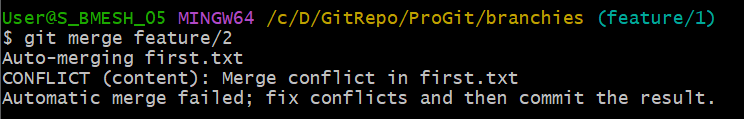 User@S_BMESH_05 MINGW64 /c/D/GitRepo/ProGit/branchies (feature/1)
$ git merge feature/2
Auto-merging first.txt
CONFLICT (content): Merge conflict in first.txt
Automatic merge failed; fix conflicts and then commit the result.